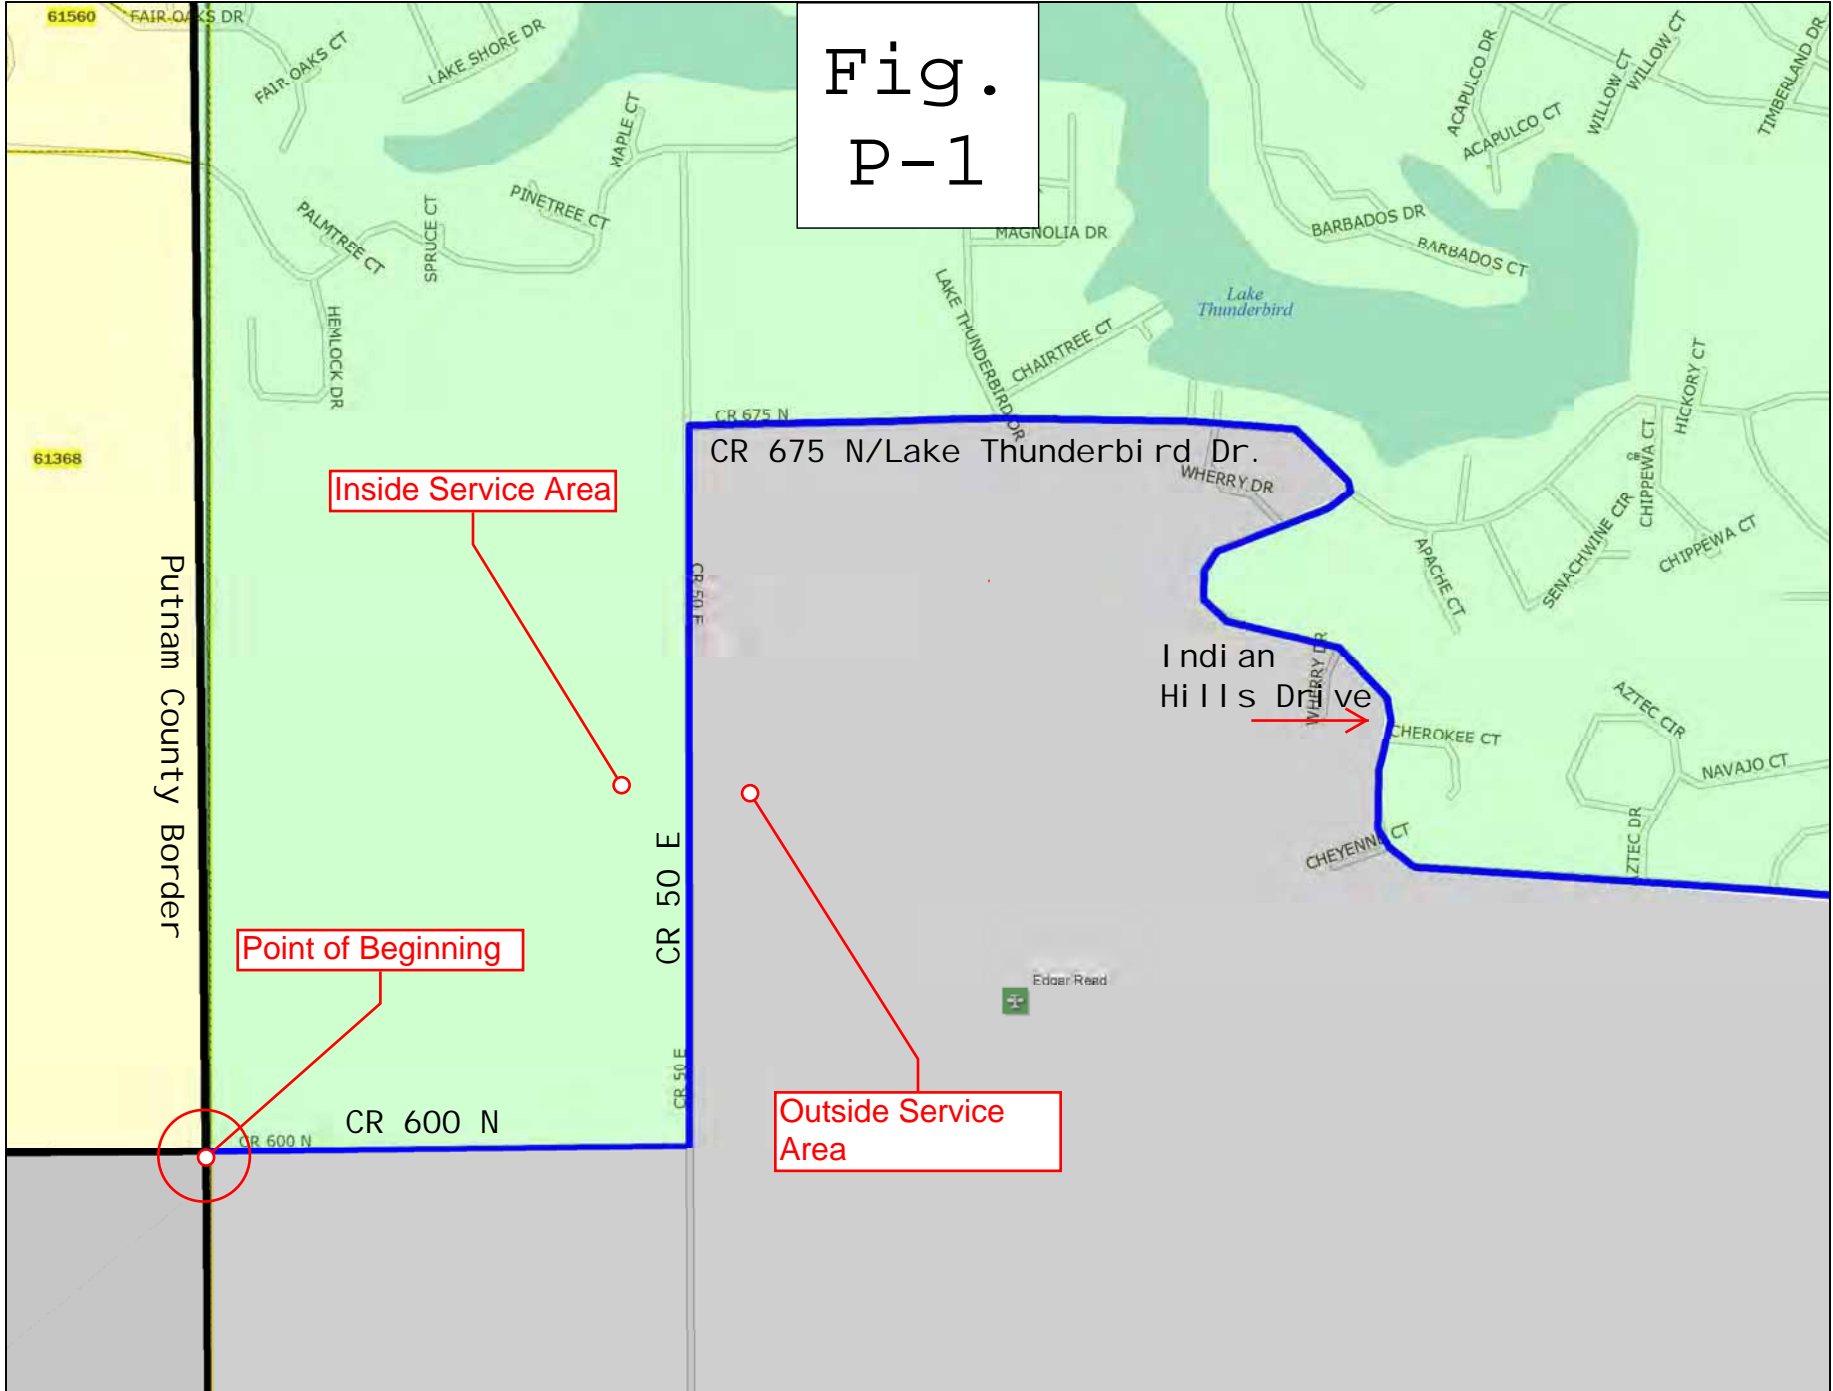 61560
FAIR OAKS DR
FAIR OAKS CT
LAKE SHORE DR
Fig.
P-1
ACAPULCO DR
WILLOW CT
WILLOW CT
TIMBERLAND DR
ACAPULCO CT
MAPLE CT
PINETREE CT
PALMTREE CT
SPRUCE CT
MAGNOLIA DR
BARBADOS DR
BARBADOS CT
LAKE THUNDERBIRD DR
Lake
Thunderbird
HEMLOCK DR
CHAIRTREE CT
HICKORY CT
CHIPPEWA CT
CR 675 N
CR 675 N/Lake Thunderbird Dr.
61368
Inside Service Area
WHERRY DR
SENACHWINE CIR
CHIPPEWA CT
APACHE CT
CR 50 E
Putnam County Border
Indian
Hills Drive
WHERRY DR
CHEROKEE CT
AZTEC CIR
NAVAJO CT
AZTEC DR
CHEYENNE CT
CR 50 E
Point of Beginning
Edgar Read
CR 50 E
CR 600 N
CR 600 N
Outside Service
Area